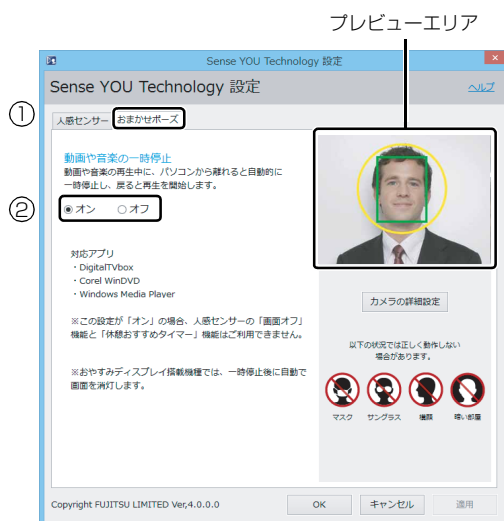 プレビューエリア
Sense YOU Technology 設定
Sense YOU Technology 設定
ヘルプ
①
人感センサー
おまかせポーズ
動画や音楽の一時停止
動画や音楽の再生中に、パソコンから離れると自動的に
一時停止し、戻ると再生を開始します。
②
オン
オフ
対応アプリ
・DigitalTVbox
・Corel WinDVD
・Windows Media Player
※この設定が「オン」の場合、人感センサーの「画面オフ」
機能と「休憩おすすめタイマー」機能はご利用できません。
※おやすみディスプレイ搭載機種では、一時停止後に自動で
画面を消灯します。
カメラの詳細設定
以下の状況では正しく動作しない
場合があります。
マスク
サングラス
横顔
暗い部屋
Copyright FUJITSU LIMITED Ver,4.0.0.0
OK
キャンセル
適用